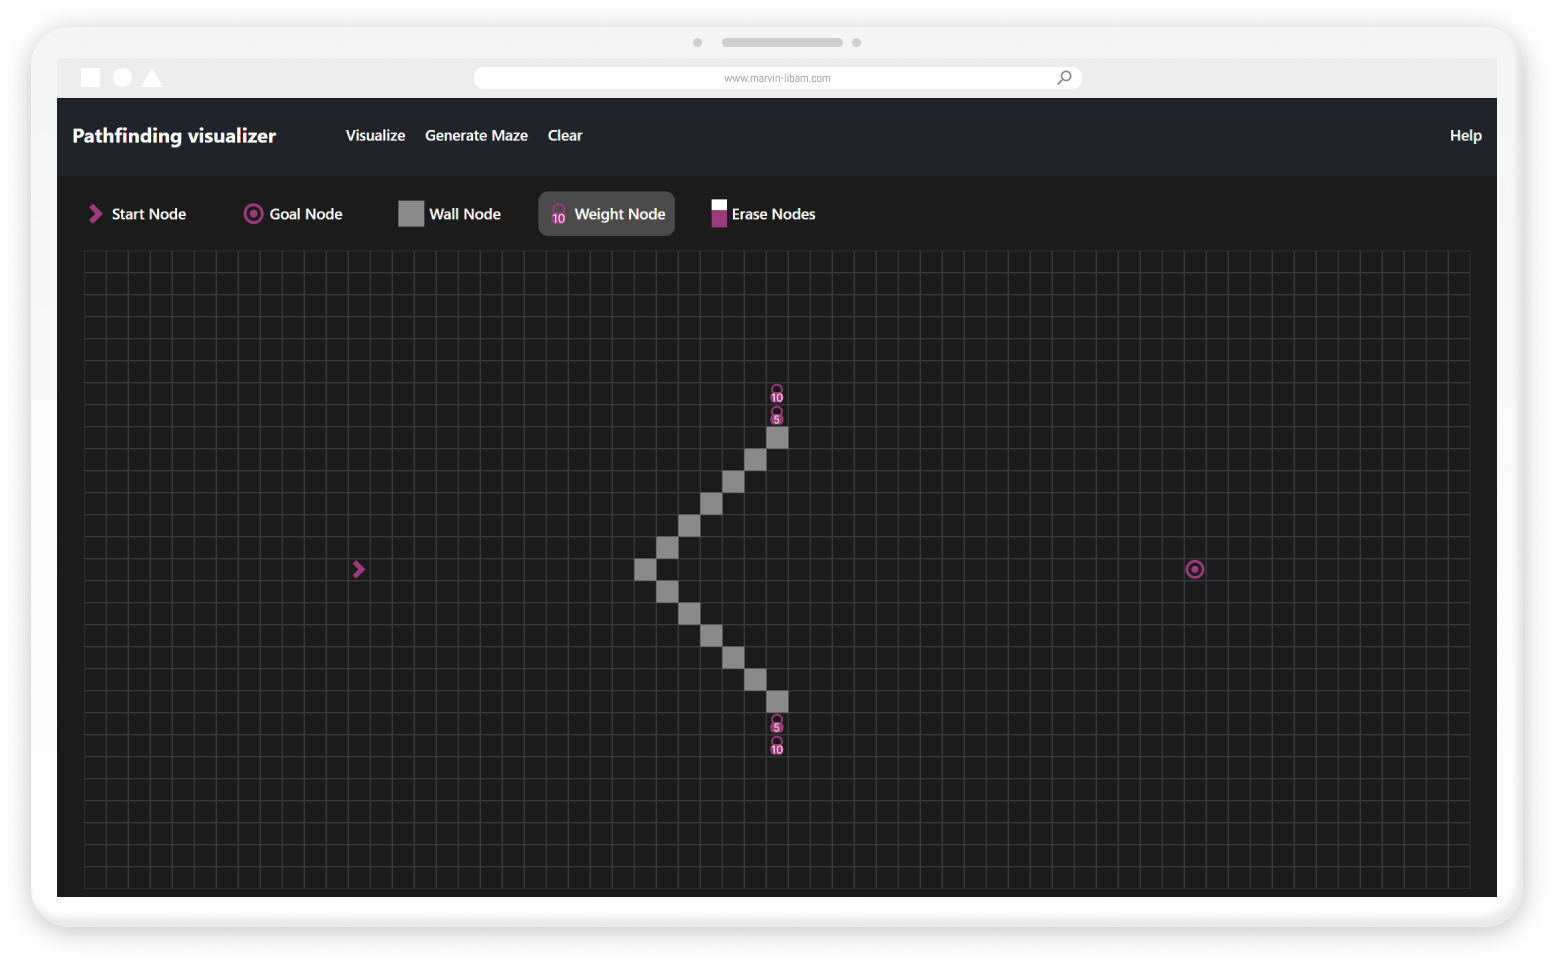 www.marvin-libam.com
Pathfinding visualizer Visualize Generate Maze Clear Help
Start Node Goal Node Wall Node 10 Weight Node Erase Nodes
10
5
5
10